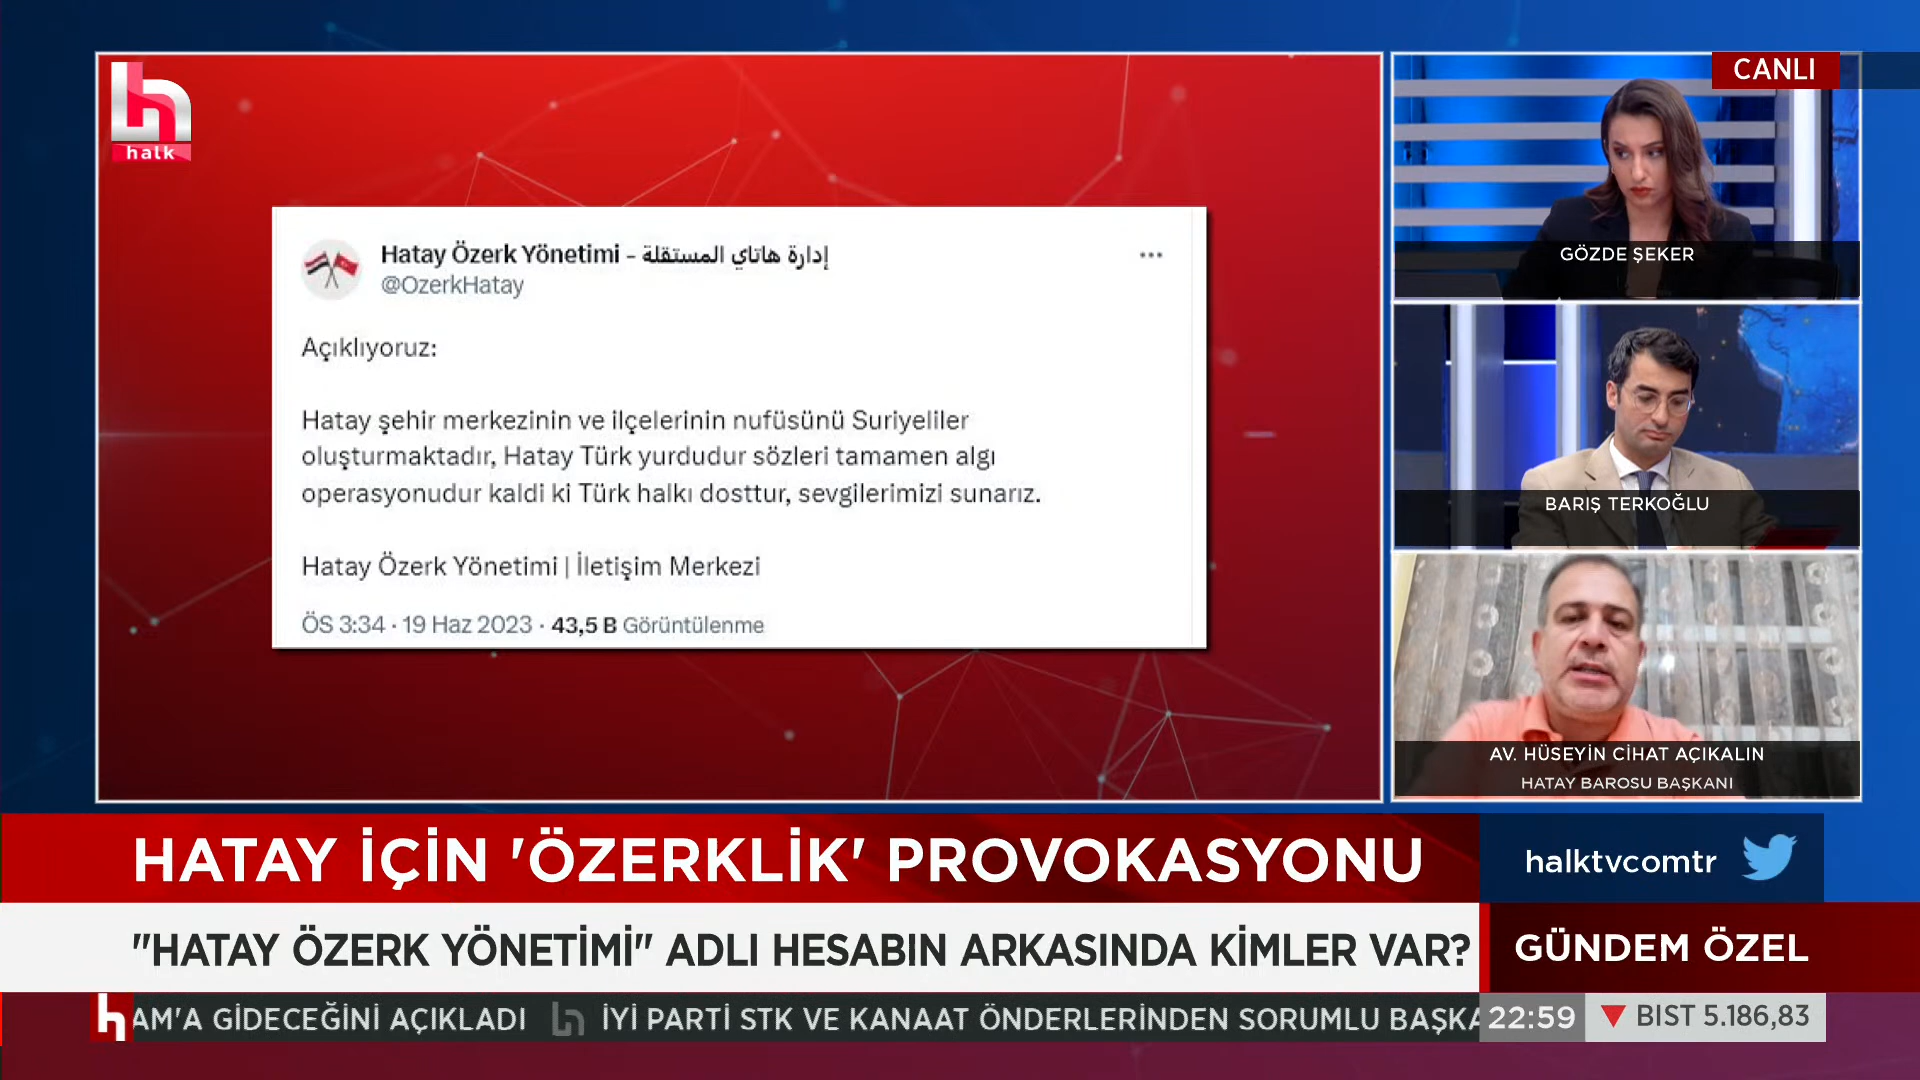 halk
CANLI
Hatay Özerk Yönetimi – إدارة هاتاي المستقلة
@OzerkHatay
Açıklıyoruz:
Hatay şehir merkezinin ve ilçelerinin nufüsünü Suriyeliler
oluşturmaktadır, Hatay Türk yurdudur sözleri tamamen algı
operasyonudur kaldi ki Türk halkı dosttur, sevgilerimizi sunarız.
Hatay Özerk Yönetimi | İletişim Merkezi
ÖS 3:34 · 19 Haz 2023 · 43,5 B Görüntülenme
GÖZDE ŞEKER
BARIŞ TERKOĞLU
AV. HÜSEYİN CİHAT AÇIKALIN
HATAY BAROSU BAŞKANI
HATAY İÇİN 'ÖZERKLİK' PROVOKASYONU
halktvcomtr
"HATAY ÖZERK YÖNETİMİ" ADLI HESABIN ARKASINDA KİMLER VAR?
GÜNDEM ÖZEL
AM'A GİDECEĞİNİ AÇIKLADI İYİ PARTİ STK VE KANAAT ÖNDERLERİNDEN SORUMLU BAŞKA
22:59
BIST 5.186,83